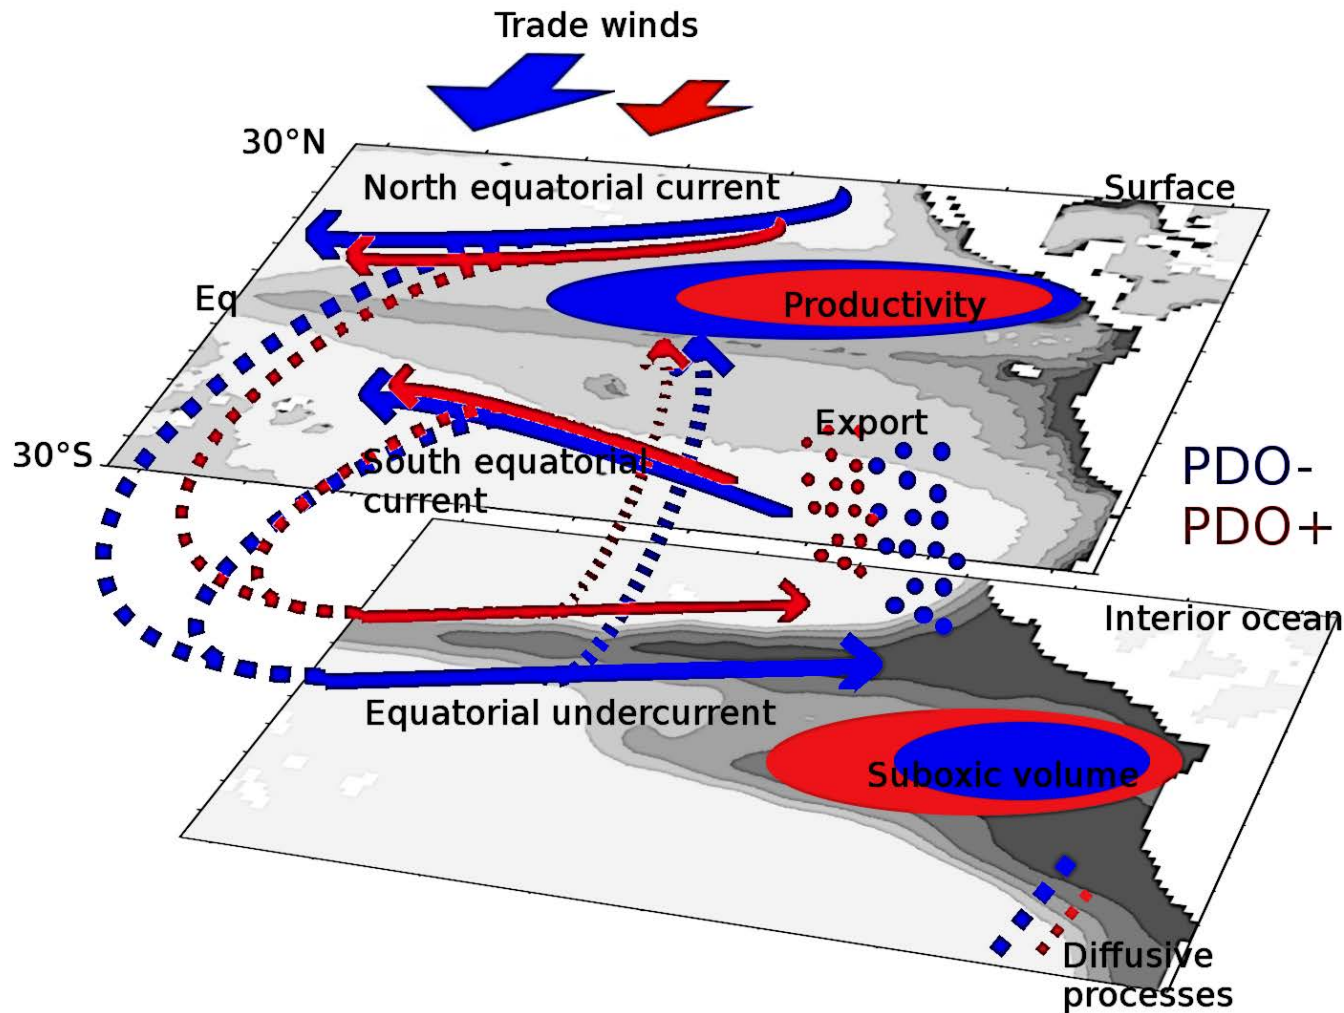 Trade winds
30°N
North equatorial current
Surface
Eq
Productivity
Export
30°S
South equatorial
current
PDO-
PDO+
Interior ocean
Equatorial undercurrent
Suboxic volume
Diffusive
processes